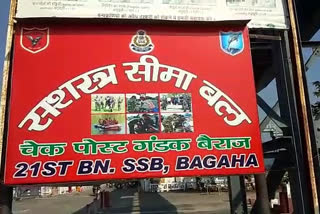 सशस्त्र सीमा बल
चेक पोस्ट गंडक बैराज
21ST BN. SSB, BAGAHA